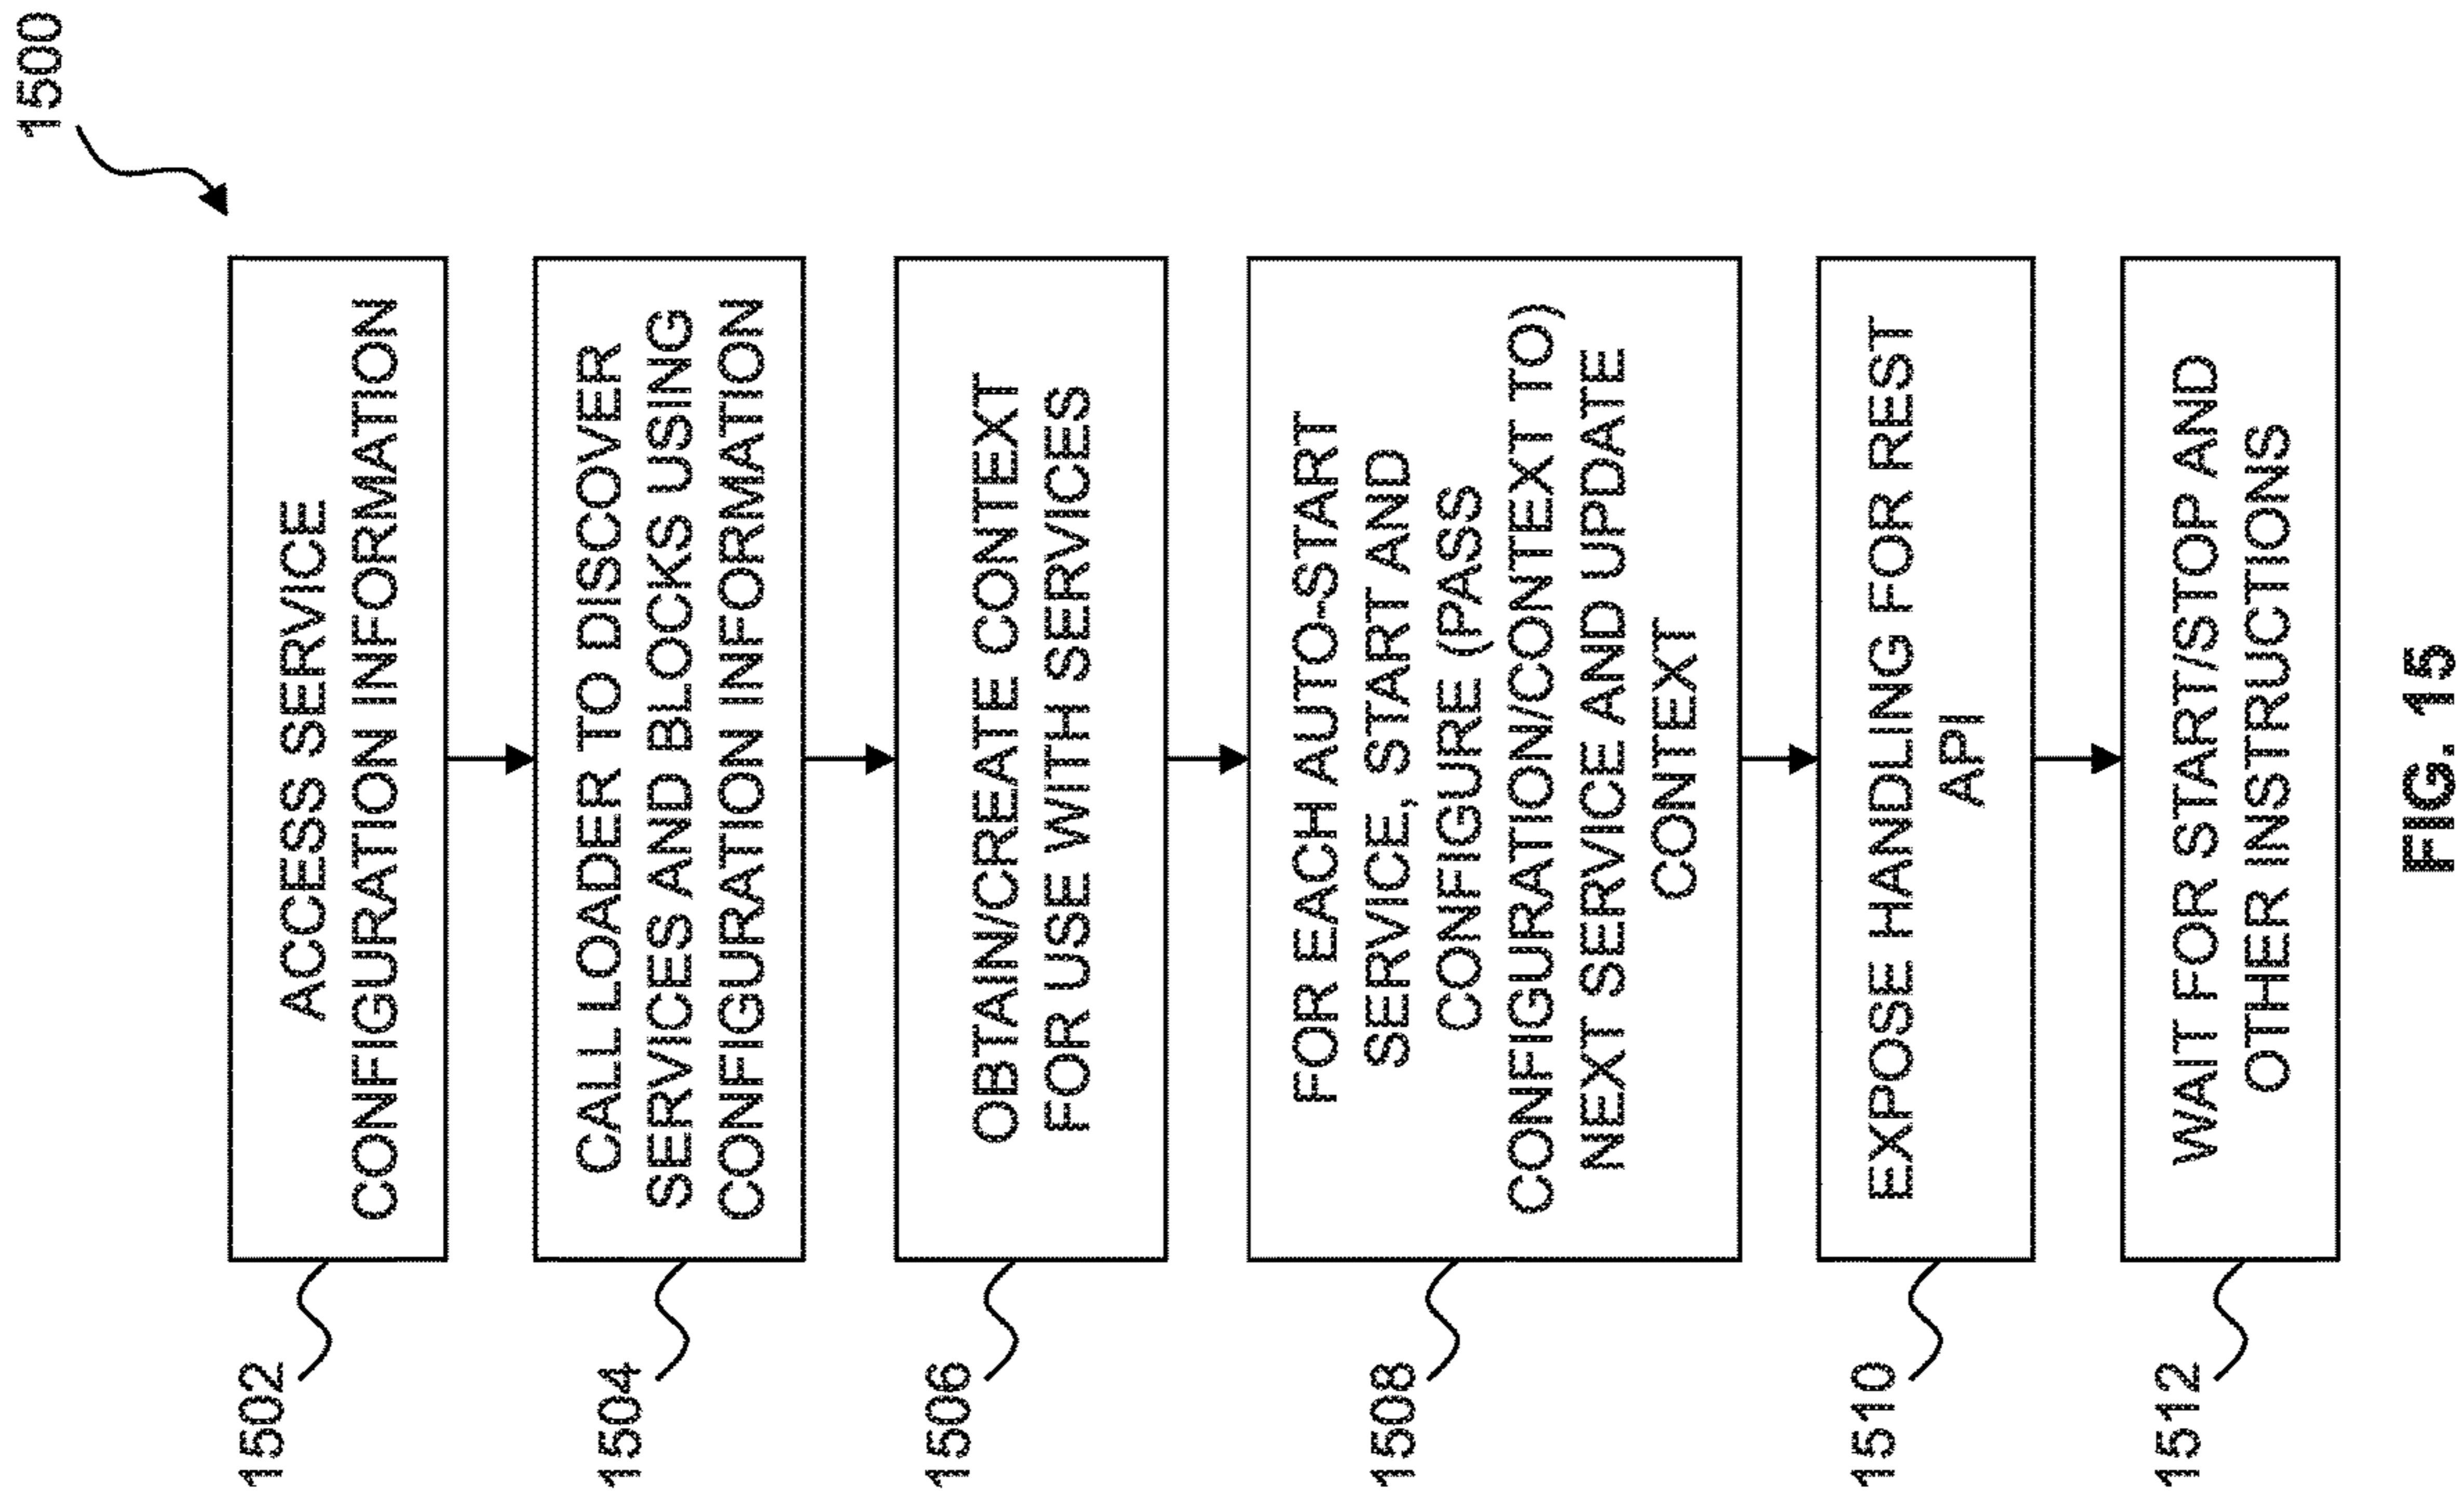 1500
1502
ACCESS SERVICE
CONFIGURATION INFORMATION
1504
CALL LOADER TO DISCOVER
SERVICES AND BLOCKS USING
CONFIGURATION INFORMATION
1506
OBTAIN/CREATE CONTEXT
FOR USE WITH SERVICES
1508
FOR EACH AUTO-START
SERVICE, START AND
CONFIGURE (PASS
CONFIGURATION/CONTEXT TO)
NEXT SERVICE AND UPDATE
CONTEXT
1510
EXPOSE HANDLING FOR REST
API
1512
WAIT FOR START/STOP AND
OTHER INSTRUCTIONS
FIG. 15